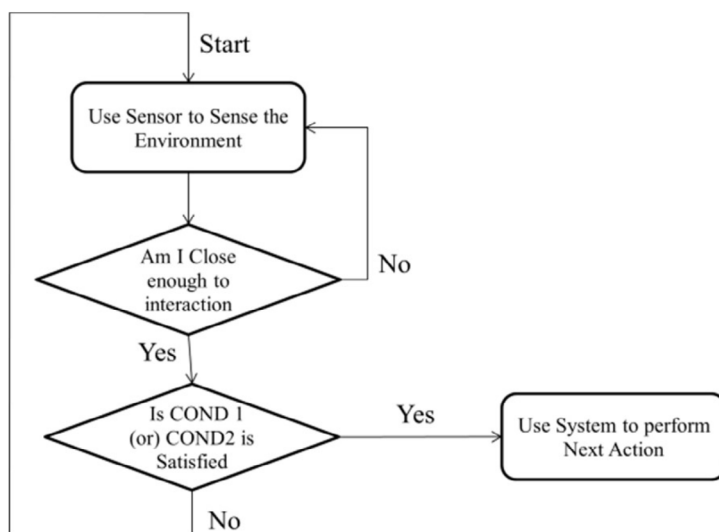 Start
Use Sensor to Sense the
Environment
Am I Close
enough to
interaction
No
Yes
Is COND 1
(or) COND2 is
Satisfied
Yes
Use System to perform
Next Action
No